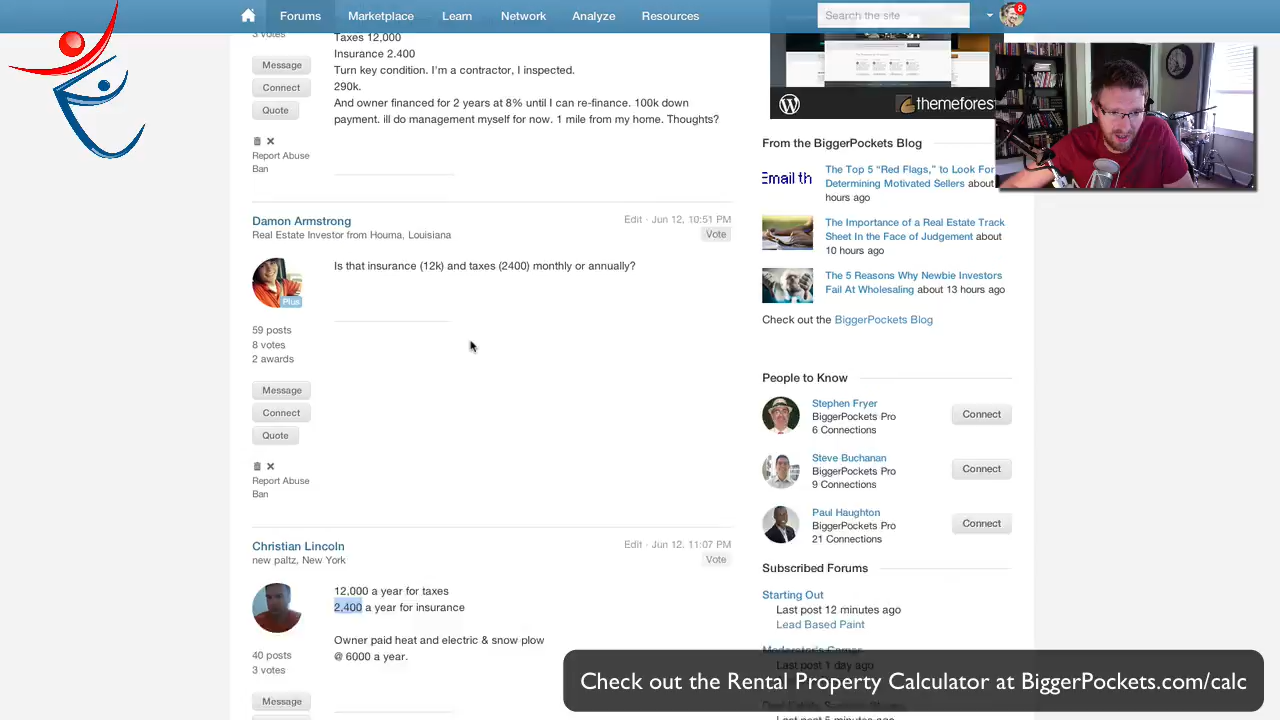 Forums
Marketplace
Learn
Network
Analyze
Resources
Search the site
8
3 votes
Message
Connect
Quote
Report Abuse
Ban
Taxes 12,000
Insurance 2.400
Turn key condition. I'm a contractor, I inspected.
290k.
And owner financed for 2 years at 8% until I can re-finance. 100k down
payment. ill do management myself for now. 1 mile from my home. Thoughts?
Damon Armstrong
Real Estate Investor from Houma, Louisiana
Edit · Jun 12, 10:51 PM
Vote
Plus
59 posts
8 votes
2 awards
Message
Connect
Quote
Report Abuse
Ban
Is that insurance (12k) and taxes (2400) monthly or annually?
Christian Lincoln
new paltz, New York
Edit · Jun 12, 11:07 PM
Vote
40 posts
3 votes
Message
12,000 a year for taxes
2,400 a year for insurance
Owner paid heat and electric & snow plow
@ 6000 a year.
themeforest
From the BiggerPockets Blog
Email th
The Top 5 “Red Flags,” to Look For
Determining Motivated Sellers about
hours ago
The Importance of a Real Estate Track
Sheet In the Face of Judgement about
10 hours ago
The 5 Reasons Why Newbie Investors
Fail At Wholesaling about 13 hours ago
Check out the BiggerPockets Blog
People to Know
Stephen Fryer
BiggerPockets Pro
6 Connections
Connect
Steve Buchanan
BiggerPockets Pro
9 Connections
Connect
Paul Haughton
BiggerPockets Pro
21 Connections
Connect
Subscribed Forums
Starting Out
Last post 12 minutes ago
Lead Based Paint
Moderator's Corner
Last post 1 day ago
Check out the Rental Property Calculator at BiggerPockets.com/calc